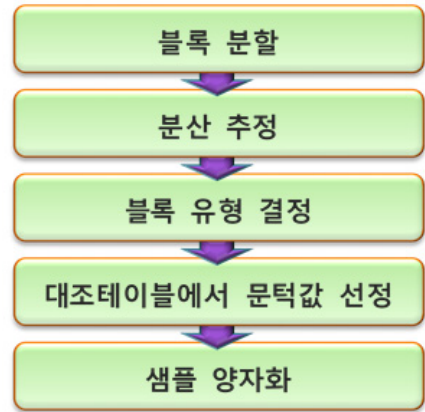 블록 분할
분산 추정
블록 유형 결정
대조테이블에서 문턱값 선정
샘플 양자화